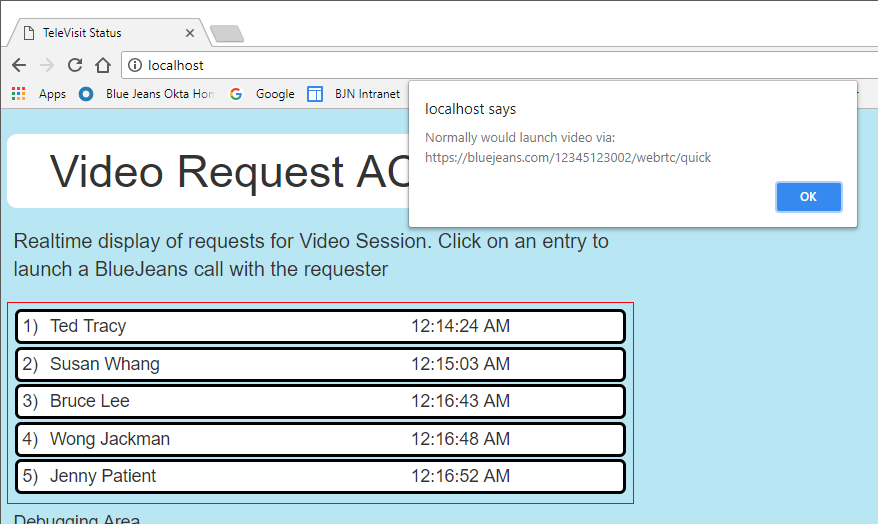 TeleVisit Status
localhost
Apps Blue Jeans Okta Hom Google BJN Intranet
localhost says
Normally would launch video via:
https://bluejeans.com/12345123002/webrtc/quick
OK
Video Request AC
Realtime display of requests for Video Session. Click on an entry to
launch a BlueJeans call with the requester
1) Ted Tracy 12:14:24 AM
2) Susan Whang 12:15:03 AM
3) Bruce Lee 12:16:43 AM
4) Wong Jackman 12:16:48 AM
5) Jenny Patient 12:16:52 AM
Debugging Area